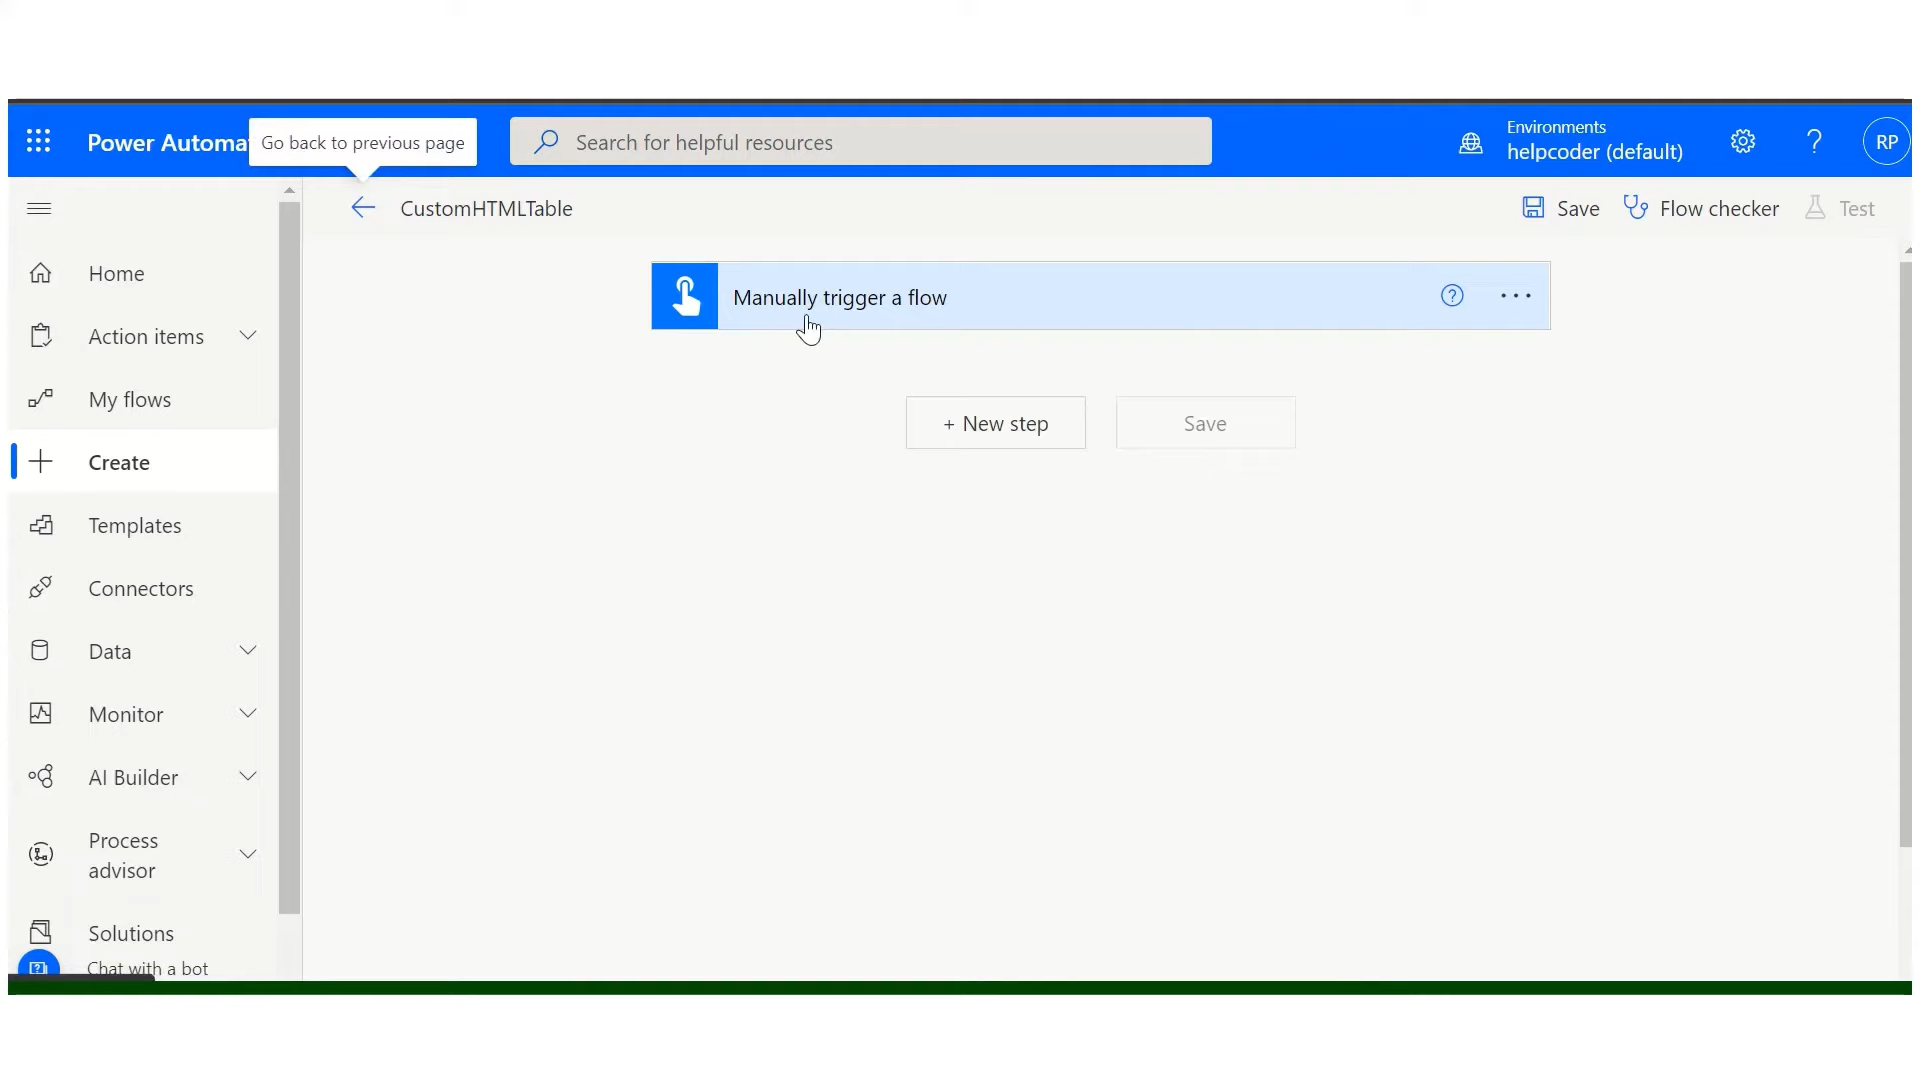 Power Automa
Go back to previous page
Search for helpful resources
Environments
helpcoder (default)
RP
CustomHTMLTable
Save
Flow checker
Test
Home
Action items
My flows
Create
Templates
Connectors
Data
Monitor
AI Builder
Process
advisor
Solutions
Chat with a bot
Manually trigger a flow
+ New step
Save